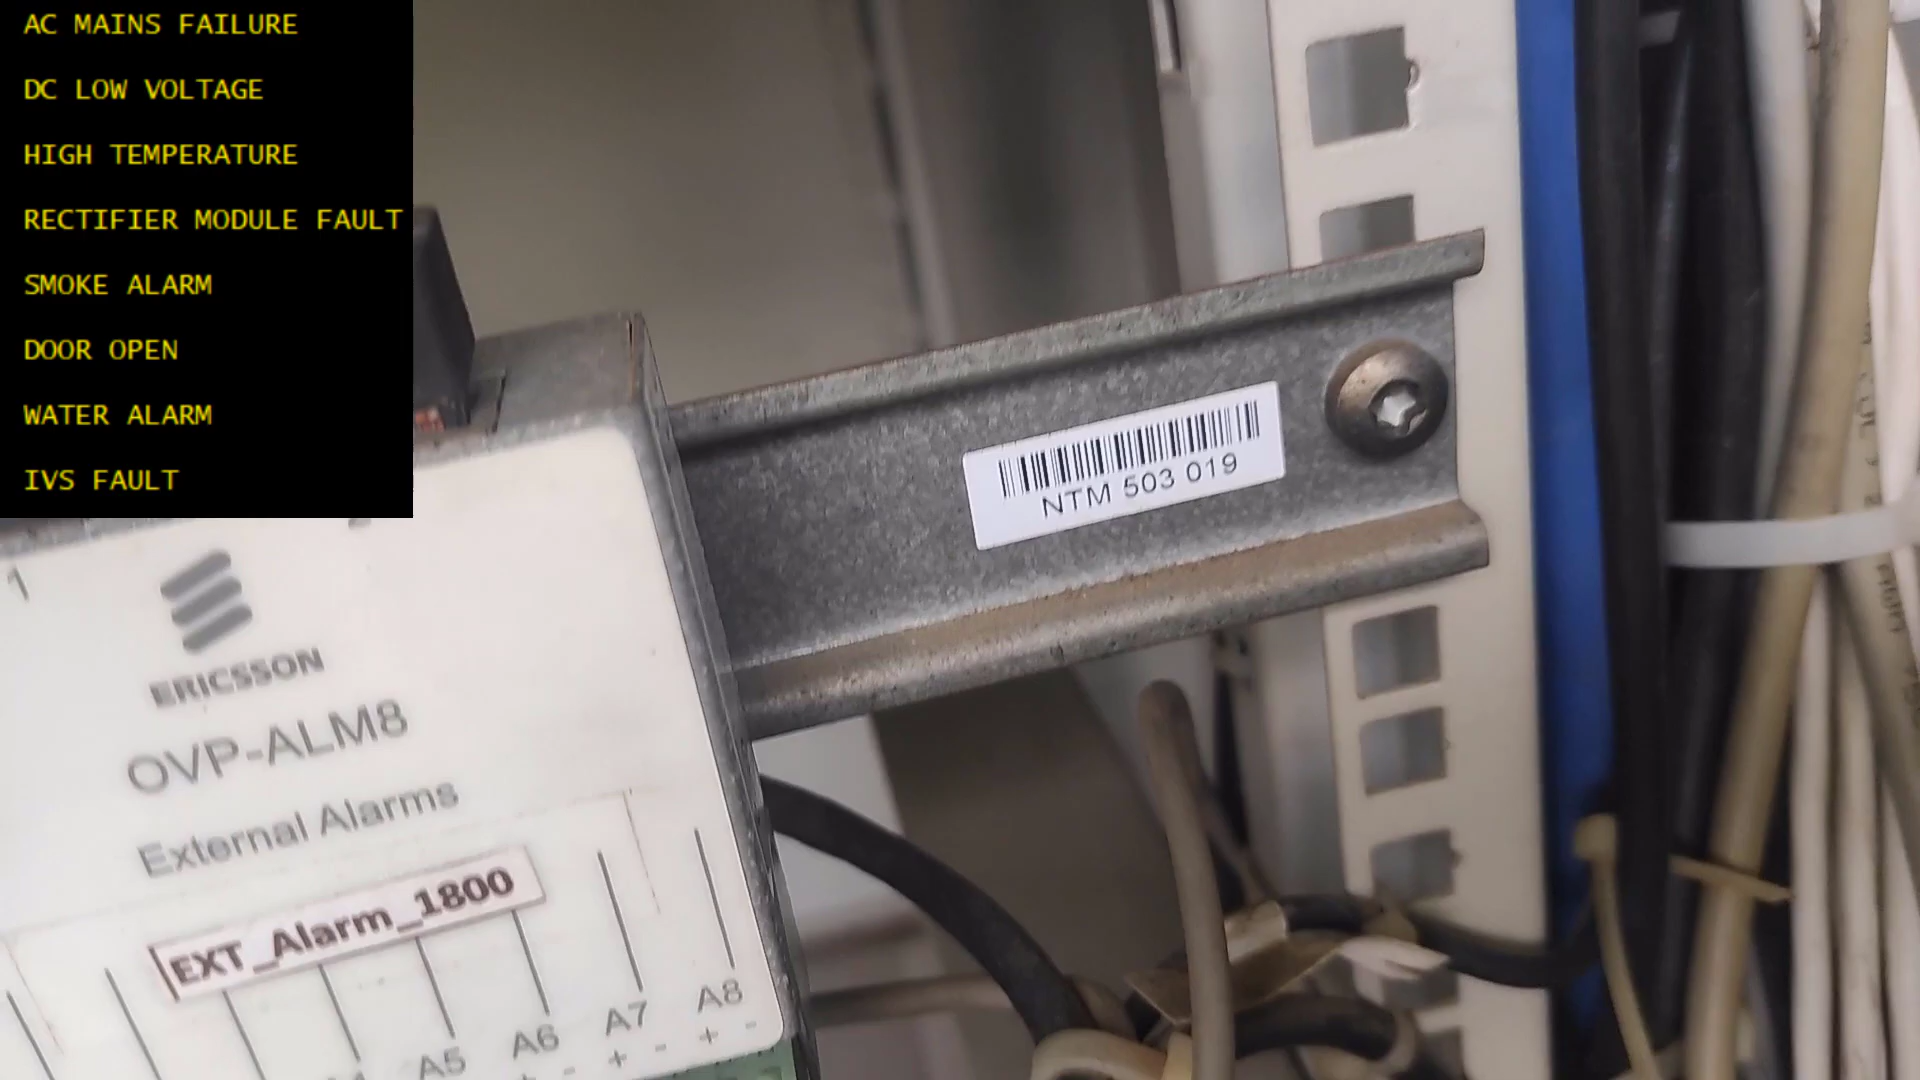 AC MAINS FAILURE
DC LOW VOLTAGE
HIGH TEMPERATURE
RECTIFIER MODULE FAULT
SMOKE ALARM
DOOR OPEN
WATER ALARM
IVS FAULT
NTM 503 019
1
ERICSSON
OVP-ALM8
External Alarms
EXT_Alarm_1800
A5 A6 A7 A8
+ - + - + -